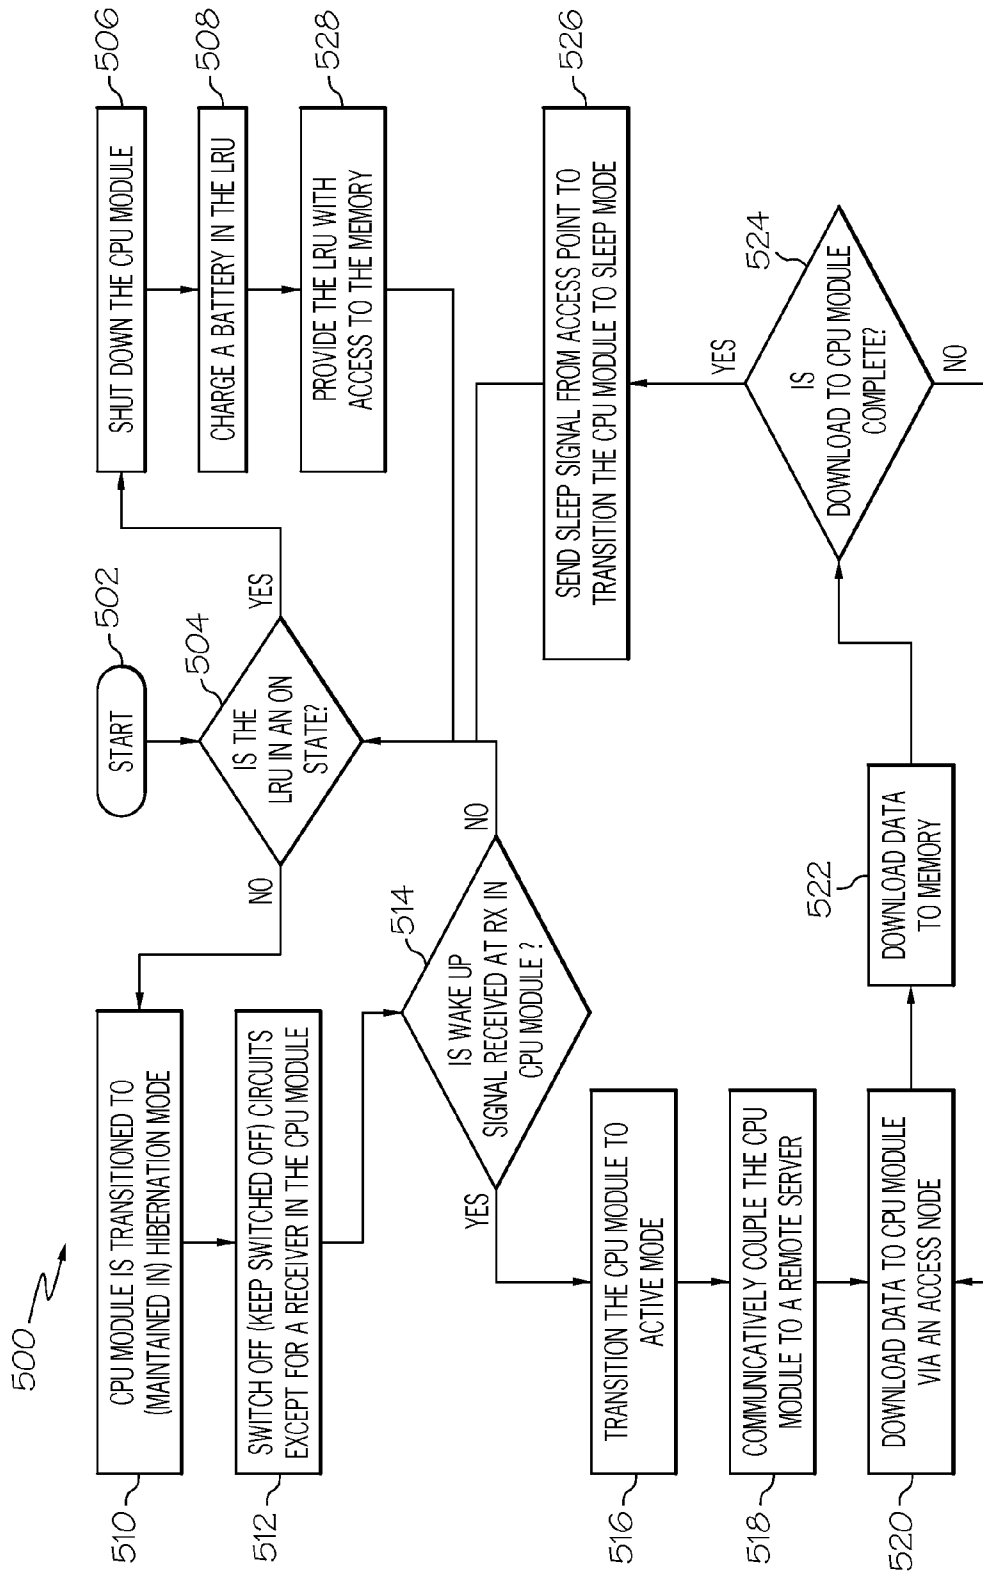 500
START
502
IS THE
LRU IN AN ON
STATE?
504
YES
NO
SHUT DOWN THE CPU MODULE
506
CHARGE A BATTERY IN THE LRU
508
PROVIDE THE LRU WITH
ACCESS TO THE MEMORY
528
CPU MODULE IS TRANSITIONED TO
(MAINTAINED IN) HIBERNATION MODE
510
SWITCH OFF (KEEP SWITCHED OFF) CIRCUITS
EXCEPT FOR A RECEIVER IN THE CPU MODULE
512
IS WAKE UP
SIGNAL RECEIVED AT RX IN
CPU MODULE ?
514
NO
YES
TRANSITION THE CPU MODULE TO
ACTIVE MODE
516
COMMUNICATIVELY COUPLE THE CPU
MODULE TO A REMOTE SERVER
518
DOWNLOAD DATA TO CPU MODULE
VIA AN ACCESS NODE
520
DOWNLOAD DATA
TO MEMORY
522
IS
DOWNLOAD TO CPU MODULE
COMPLETE?
524
YES
NO
SEND SLEEP SIGNAL FROM ACCESS POINT TO
TRANSITION THE CPU MODULE TO SLEEP MODE
526